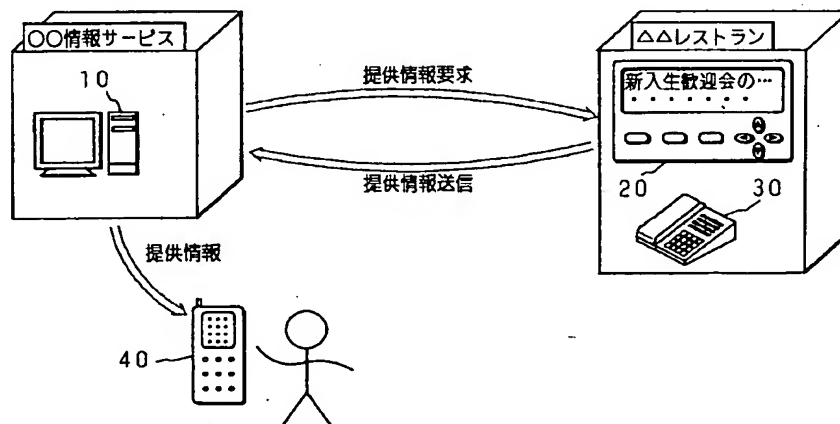 ○○情報サービス
10
提供情報要求
提供情報送信
△△レストラン
新入生歓迎会の…
・・・・・・・
20
30
提供情報
40